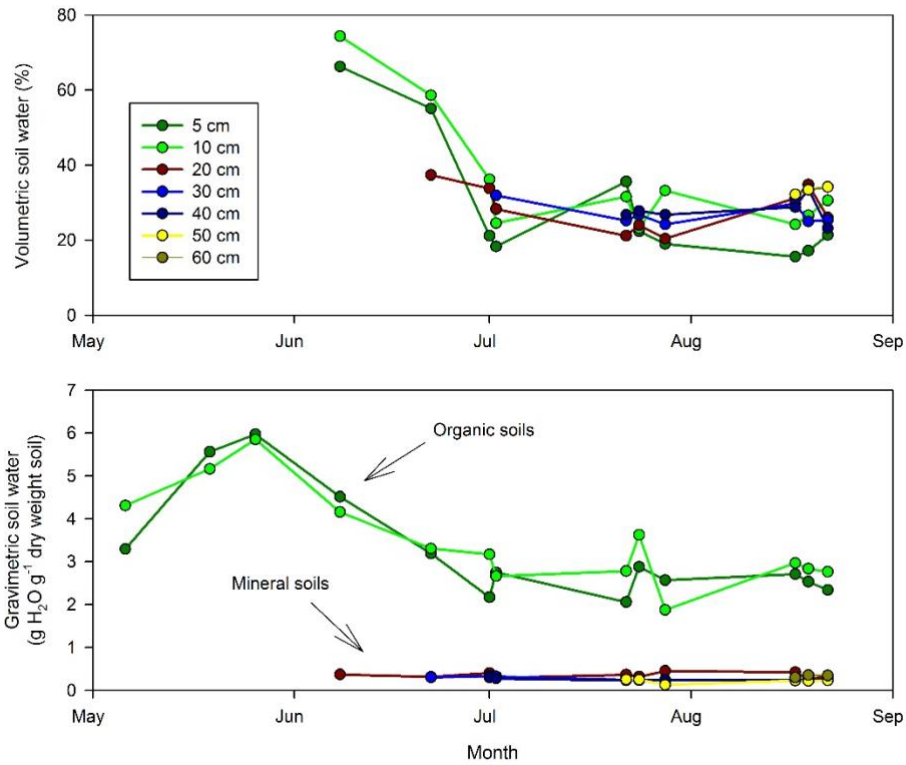 80
60
40
20
0
Volumetric soil water (%)
5 cm
10 cm
20 cm
30 cm
40 cm
50 cm
60 cm
May
Jun
Jul
Aug
Sep
7
6
5
4
3
2
1
0
Gravimetric soil water
(g H₂O g⁻¹ dry weight soil)
Organic soils
Mineral soils
May
Jun
Jul
Aug
Sep
Month